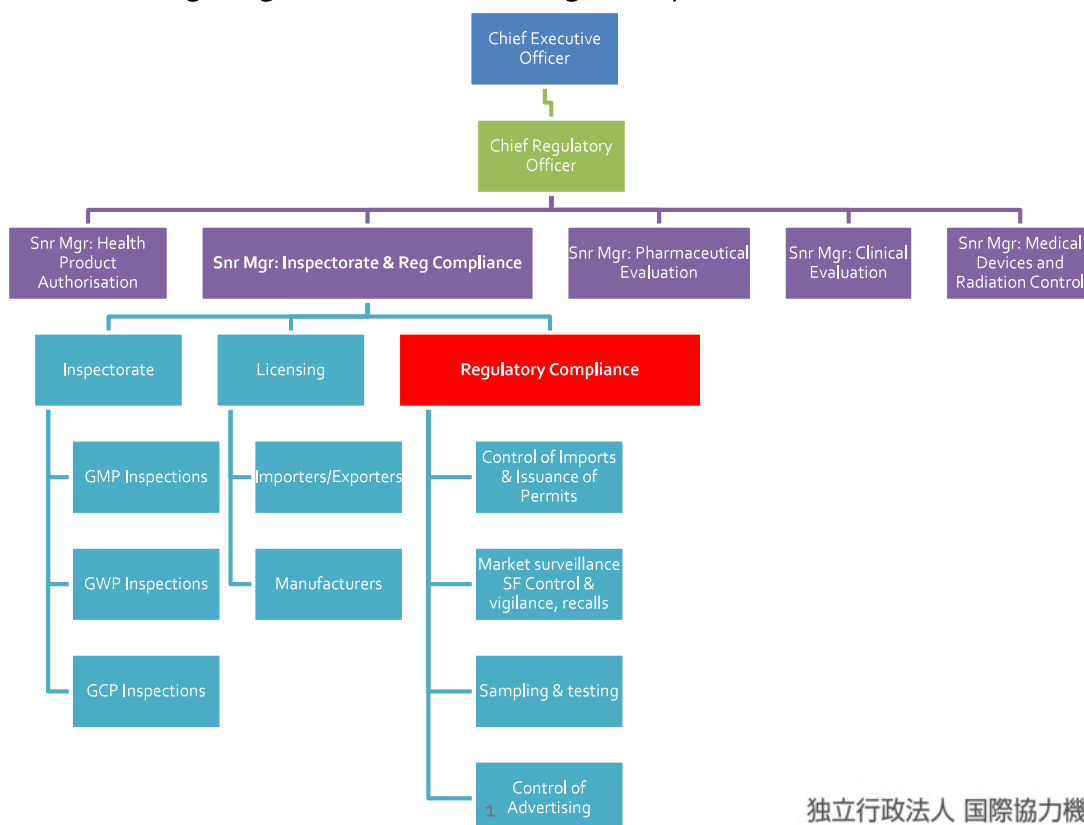 Chief Executive
Officer
Chief Regulatory
Officer
Snr Mgr: Health
Product
Authorisation
Snr Mgr: Inspectorate & Reg Compliance
Snr Mgr: Pharmaceutical
Evaluation
Snr Mgr: Clinical
Evaluation
Snr Mgr: Medical
Devices and
Radiation Control
Inspectorate
Licensing
Regulatory Compliance
GMP Inspections
Importers/Exporters
Control of Imports
& Issuance of
Permits
GWP Inspections
Manufacturers
Market surveillance
SF Control &
vigilance, recalls
GCP Inspections
Sampling & testing
Control of
Advertising
1
独立行政法人 国際協力機